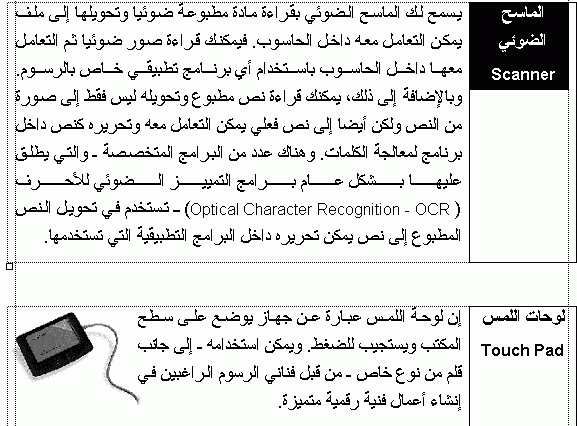 الماسح
الضوئي
Scanner
يسمح لك الماسح الضوئي بقراءة مادة مطبوعة ضوئيا وتحويلها إلى ملف
يمكن التعامل معه داخل الحاسوب. فيمكنك قراءة صور ضوئيا ثم التعامل
معها داخل الحاسوب باستخدام أي برنامج تطبيقي خاص بالرسوم.
وبالإضافة إلى ذلك، يمكنك قراءة نص مطبوع وتحويله ليس فقط إلى صورة
من النص ولكن أيضا إلى نص فعلي يمكن التعامل معه وتحريره كنص داخل
برنامج لمعالجة الكلمات. وهناك عدد من البرامج المتخصصة ـ والتي يطلق
عليها بشكل عام برامج التمييز الضوئي للأحرف
( Optical Character Recognition - OCR) ـ تستخدم في تحويل النص
المطبوع إلى نص يمكن تحريره داخل البرامج التطبيقية التي تستخدمها.
لوحات اللمس
Touch Pad
إن لوحة اللمس عبارة عن جهاز يوضع على سطح
المكتب ويستجيب للضغط. ويمكن استخدامه ـ إلى جانب
قلم من نوع خاص ـ من قبل فناني الرسوم الراغبين في
إنشاء أعمال فنية رقمية متميزة.